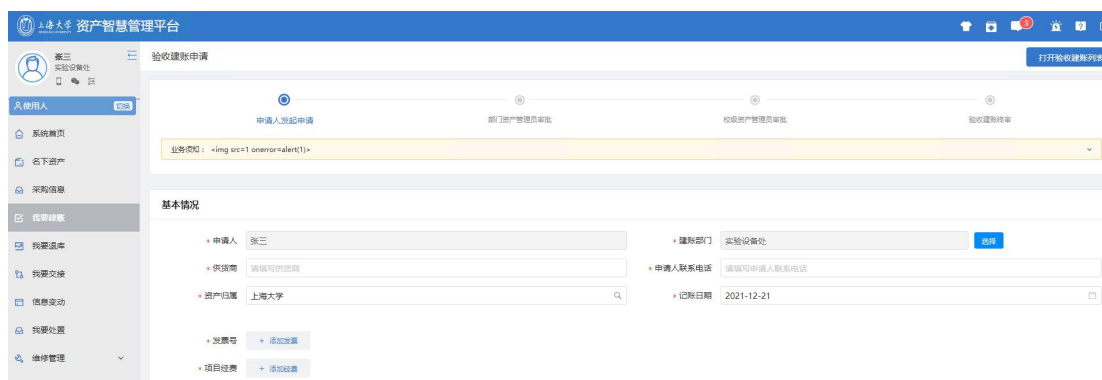 上海大学 资产智慧管理平台
3
张三
实验设备处
使用人 切换
系统首页
名下资产
采购信息
我要建账
我要退库
我要交接
信息变动
我要处置
维修管理
验收建账申请
打开验收建账列表
申请人发起申请
部门资产管理员审批
校级资产管理员审批
验收建账终审
业务须知： <img src=1 onerror=alert(1)>
基本情况
* 申请人 张三
* 建账部门 实验设备处 选择
* 供货商 请填写供货商
* 申请人联系电话 请填写申请人联系电话
* 资产归属 上海大学
* 记账日期 2021-12-21
* 发票号 + 添加发票
* 项目经费 + 添加经费